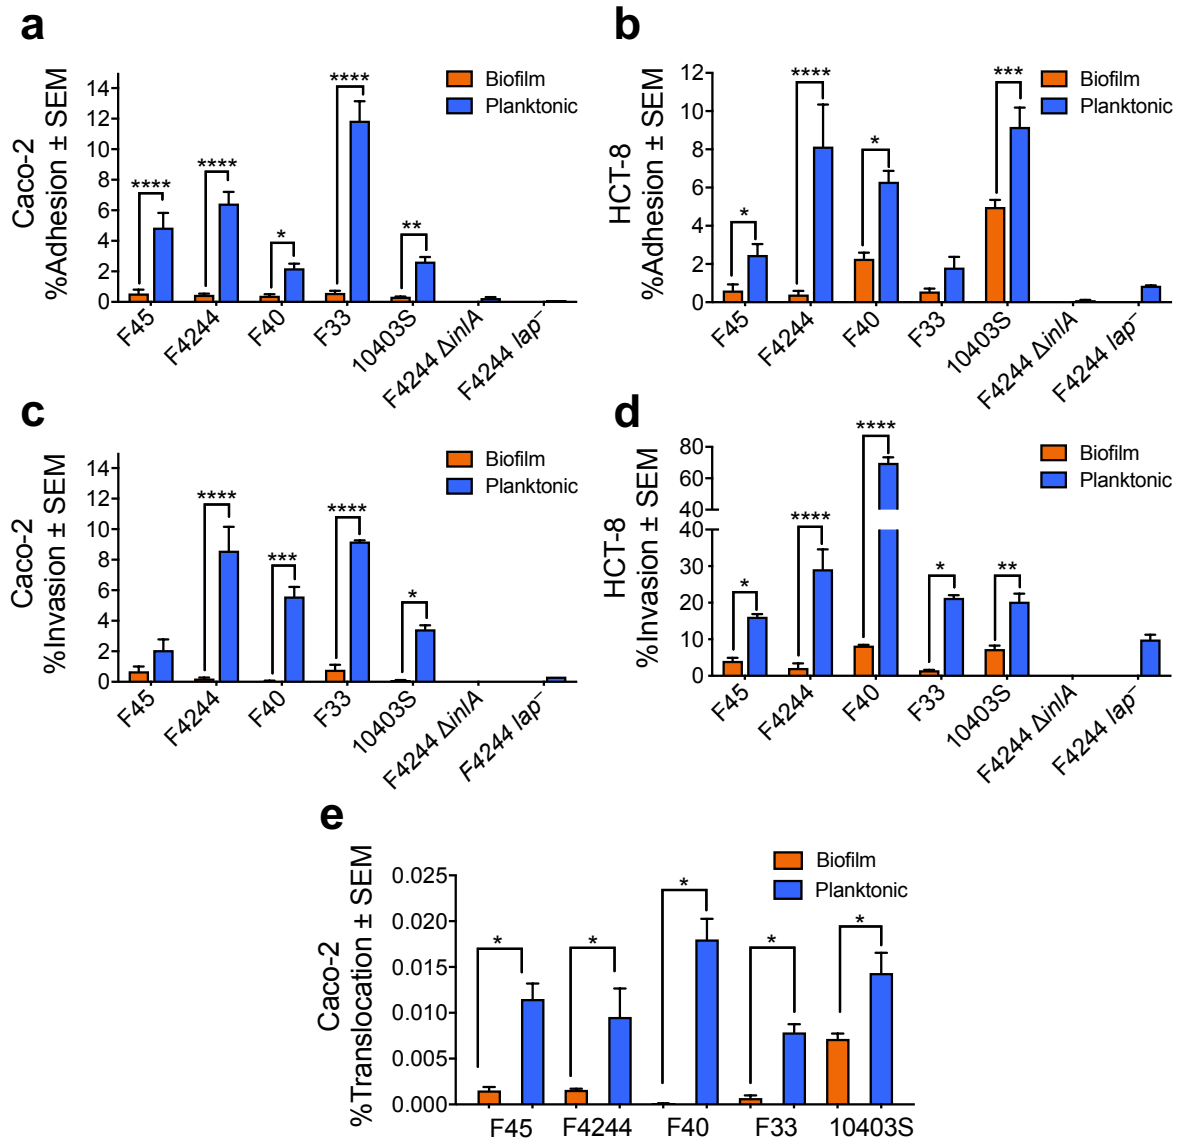 a
Caco-2
%Adhesion ± SEM
14
12
10
8
6
4
2
0
Biofilm
Planktonic
****
****
*
****
**
F45
F4244
F40
F33
10403S
F4244 ΔinlA
F4244 lap⁻
b
HCT-8
%Adhesion ± SEM
12
10
8
6
4
2
0
Biofilm
Planktonic
*
****
*
***
F45
F4244
F40
F33
10403S
F4244 ΔinlA
F4244 lap⁻
c
Caco-2
%Invasion ± SEM
14
12
10
8
6
4
2
0
Biofilm
Planktonic
****
***
****
*
F45
F4244
F40
F33
10403S
F4244 ΔinlA
F4244 lap⁻
d
HCT-8
%Invasion ± SEM
80
60
40
40
30
20
10
0
Biofilm
Planktonic
*
****
****
*
**
F45
F4244
F40
F33
10403S
F4244 ΔinlA
F4244 lap⁻
e
Caco-2
%Translocation ± SEM
0.025
0.020
0.015
0.010
0.005
0.000
Biofilm
Planktonic
*
*
*
*
*
F45
F4244
F40
F33
10403S